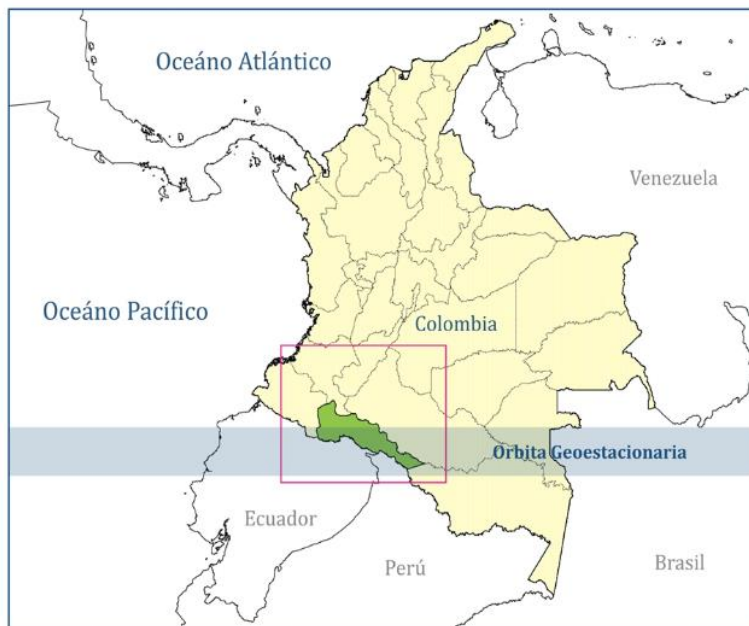 Oceáno Atlántico
Venezuela
Oceáno Pacífico
Colombia
Orbita Geoestacionaria
Ecuador
Perú
Brasil